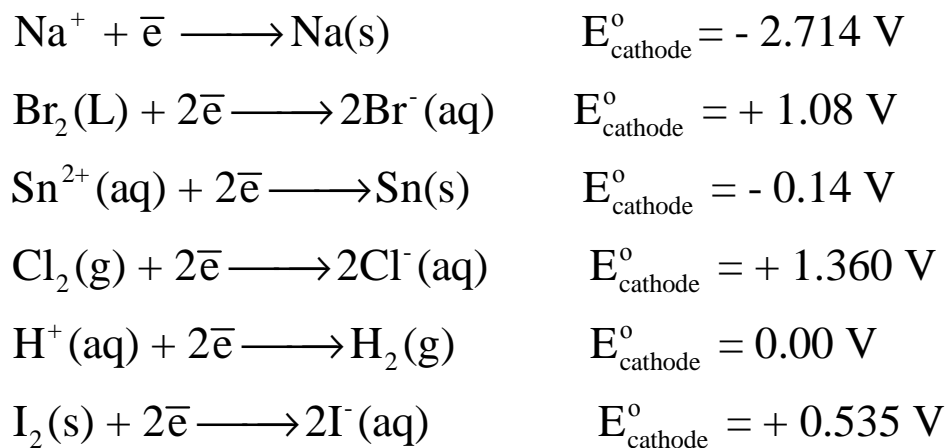 Na⁺ + e̅ ⟶ Na(s) E°cathode = - 2.714 V
Br₂(L) + 2e̅ ⟶ 2Br⁻(aq) E°cathode = + 1.08 V
Sn²⁺(aq) + 2e̅ ⟶ Sn(s) E°cathode = - 0.14 V
Cl₂(g) + 2e̅ ⟶ 2Cl⁻(aq) E°cathode = + 1.360 V
H⁺(aq) + 2e̅ ⟶ H₂(g) E°cathode = 0.00 V
I₂(s) + 2e̅ ⟶ 2I⁻(aq) E°cathode = + 0.535 V